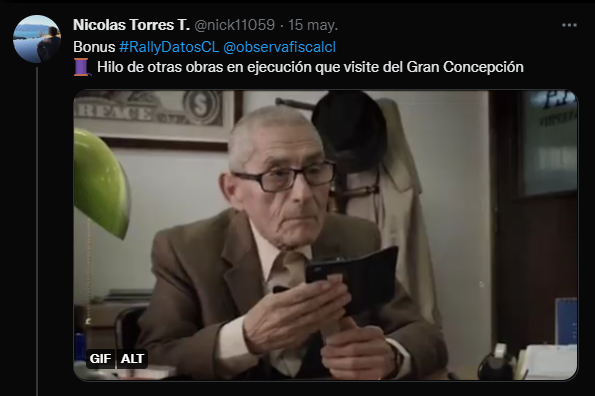 Nicolas Torres T. @nick11059 · 15 may.
Bonus #RallyDatosCL @observafiscalcl
Hilo de otras obras en ejecución que visite del Gran Concepción
RFACE
GIF ALT